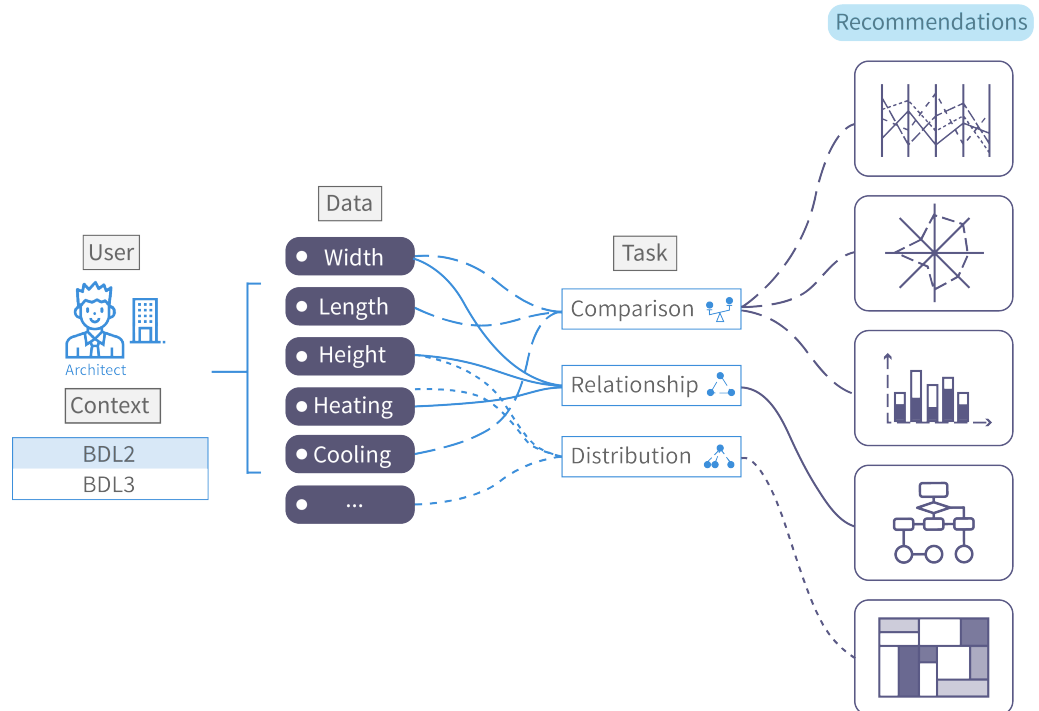 Recommendations
Data
User
Task
Width
Length
Height
Heating
Cooling
...
Architect
Context
BDL2
BDL3
Comparison
Relationship
Distribution